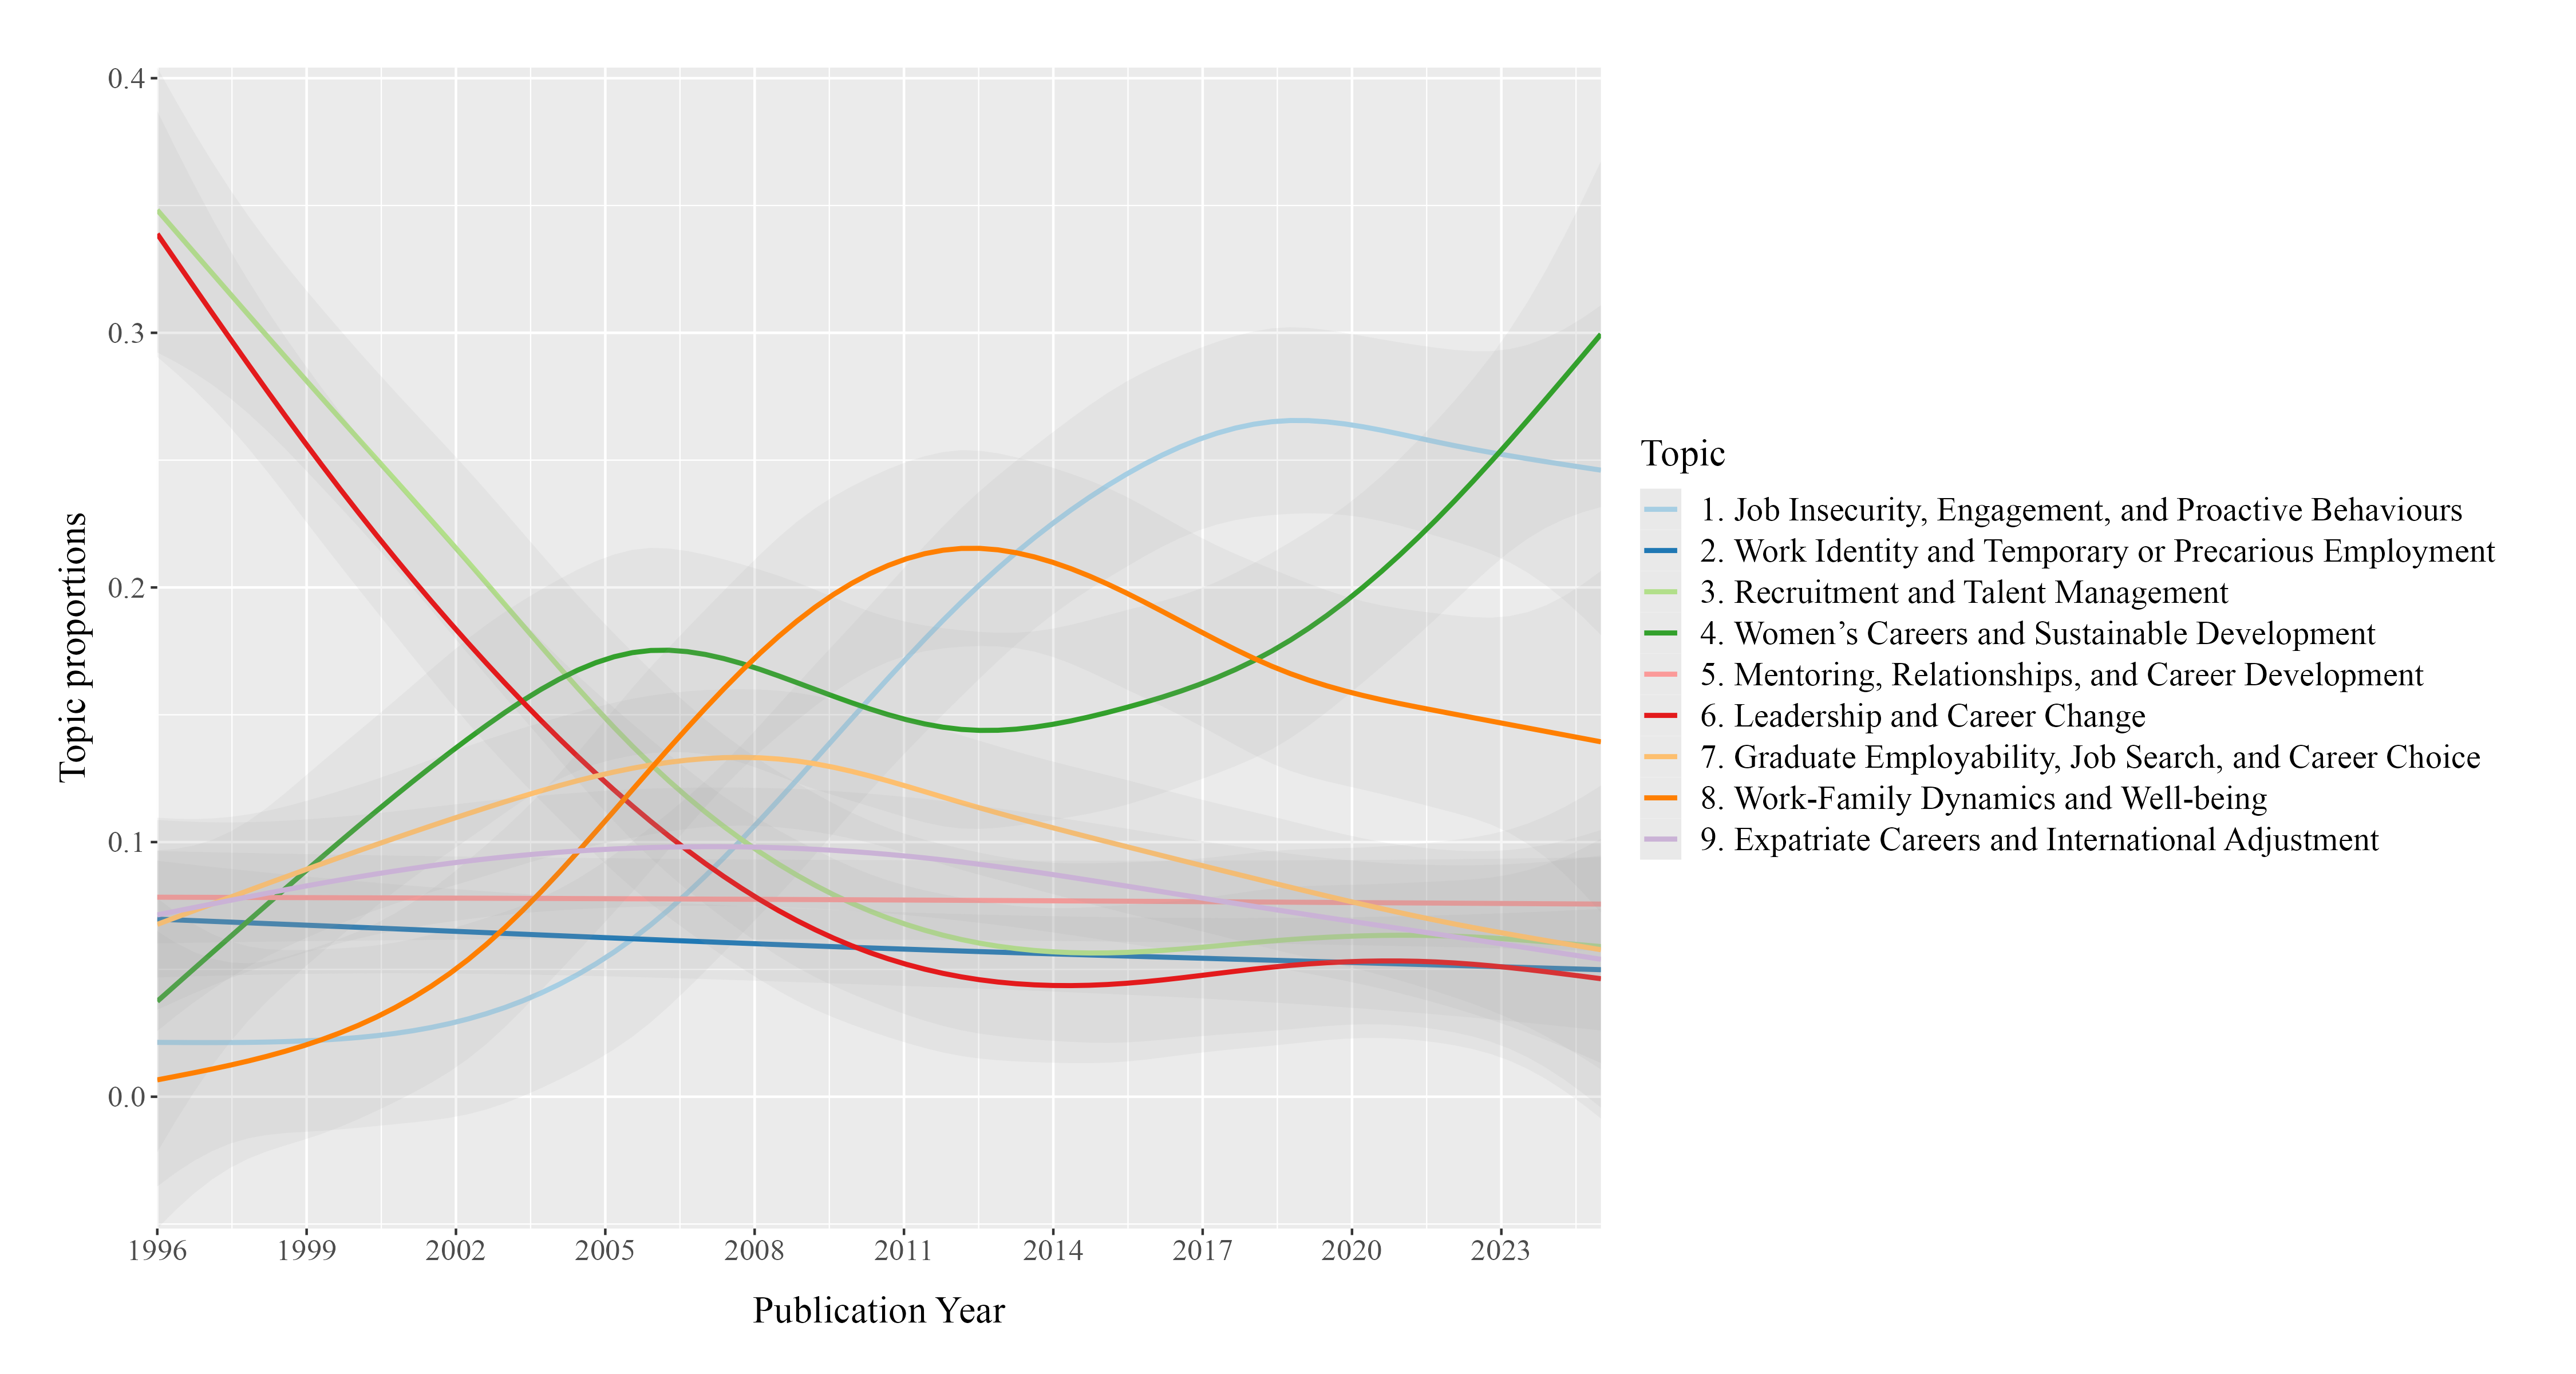 0.4
0.3
0.2
0.1
0.0
Topic proportions
1996 1999 2002 2005 2008 2011 2014 2017 2020 2023
Publication Year
Topic
1. Job Insecurity, Engagement, and Proactive Behaviours
2. Work Identity and Temporary or Precarious Employment
3. Recruitment and Talent Management
4. Women’s Careers and Sustainable Development
5. Mentoring, Relationships, and Career Development
6. Leadership and Career Change
7. Graduate Employability, Job Search, and Career Choice
8. Work-Family Dynamics and Well-being
9. Expatriate Careers and International Adjustment